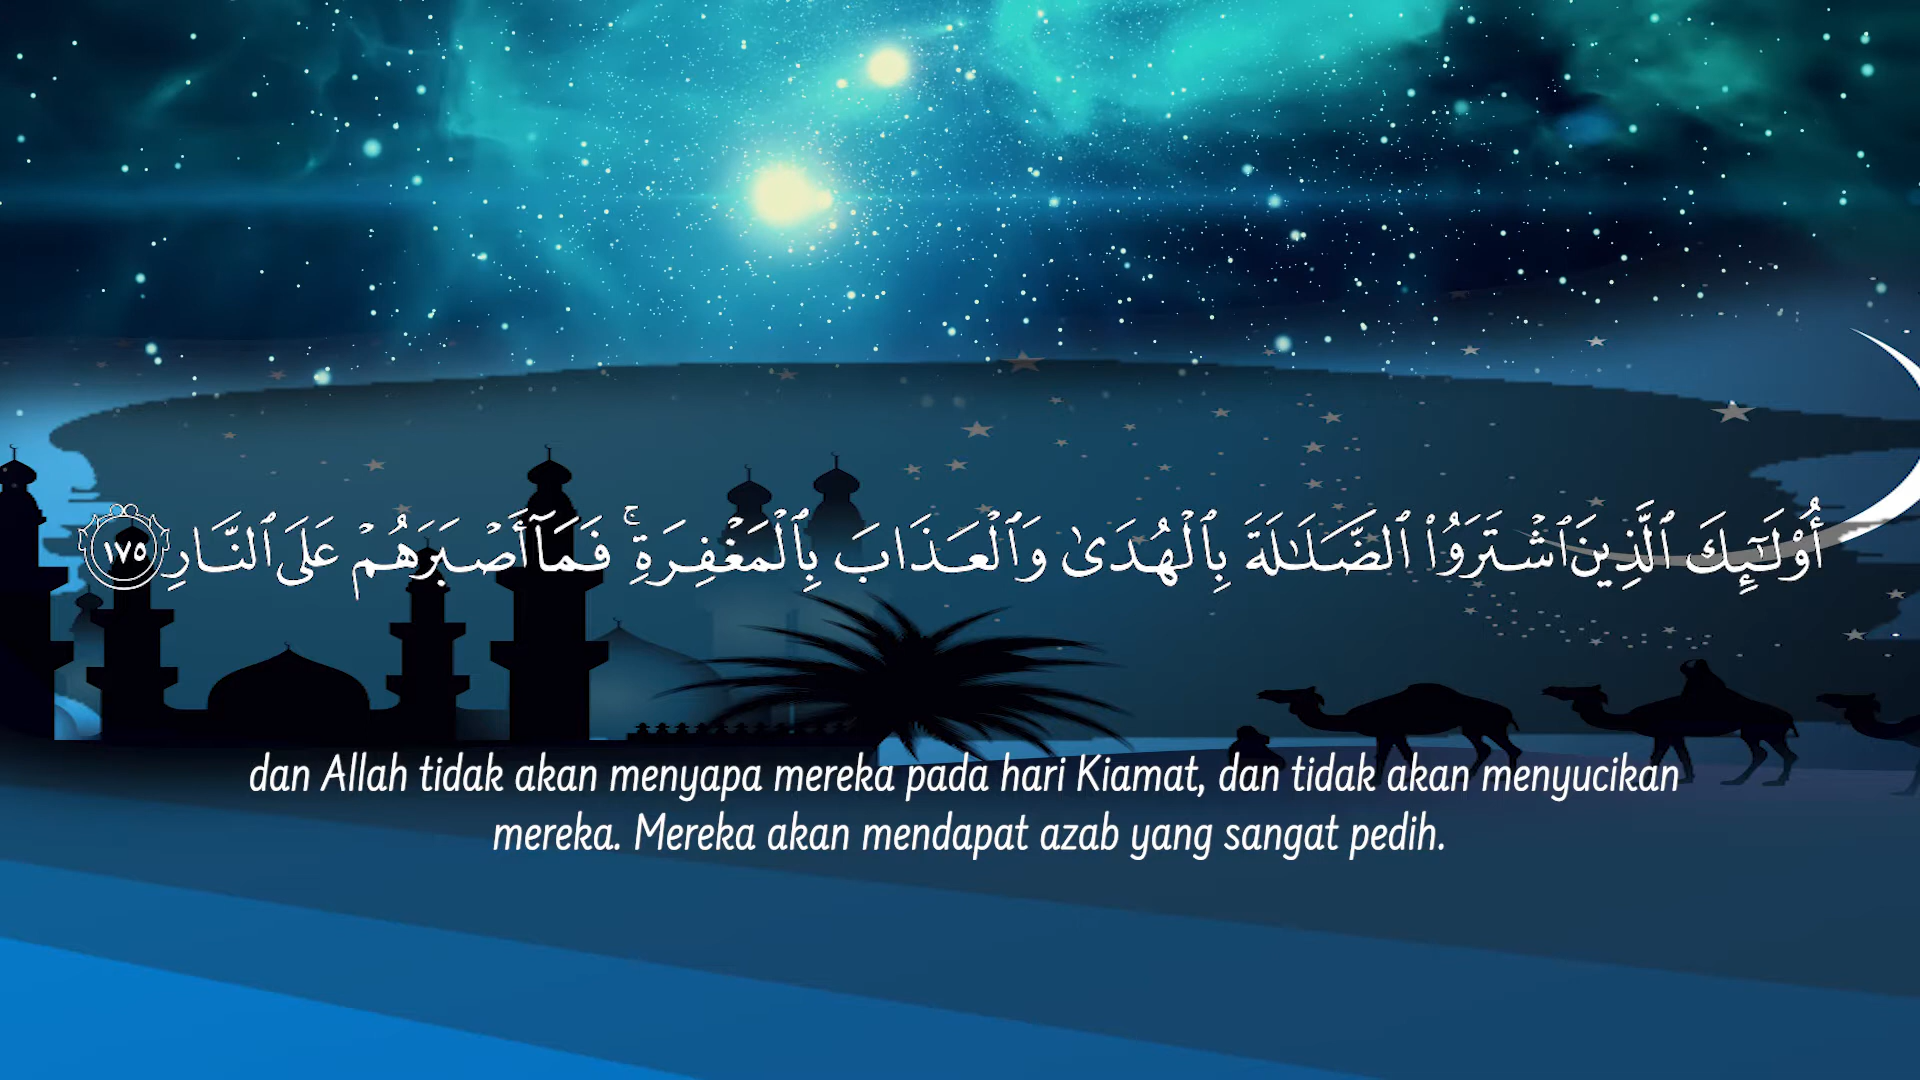 أُو۟لَـٰٓئِكَ ٱلَّذِينَ ٱشْتَرَوُا۟ ٱلضَّلَـٰلَةَ بِٱلْهُدَىٰ وَٱلْعَذَابَ بِٱلْمَغْفِرَةِ ۚ فَمَآ أَصْبَرَهُمْ عَلَى ٱلنَّارِ ١٧٥
dan Allah tidak akan menyapa mereka pada hari Kiamat, dan tidak akan menyucikan
mereka. Mereka akan mendapat azab yang sangat pedih.